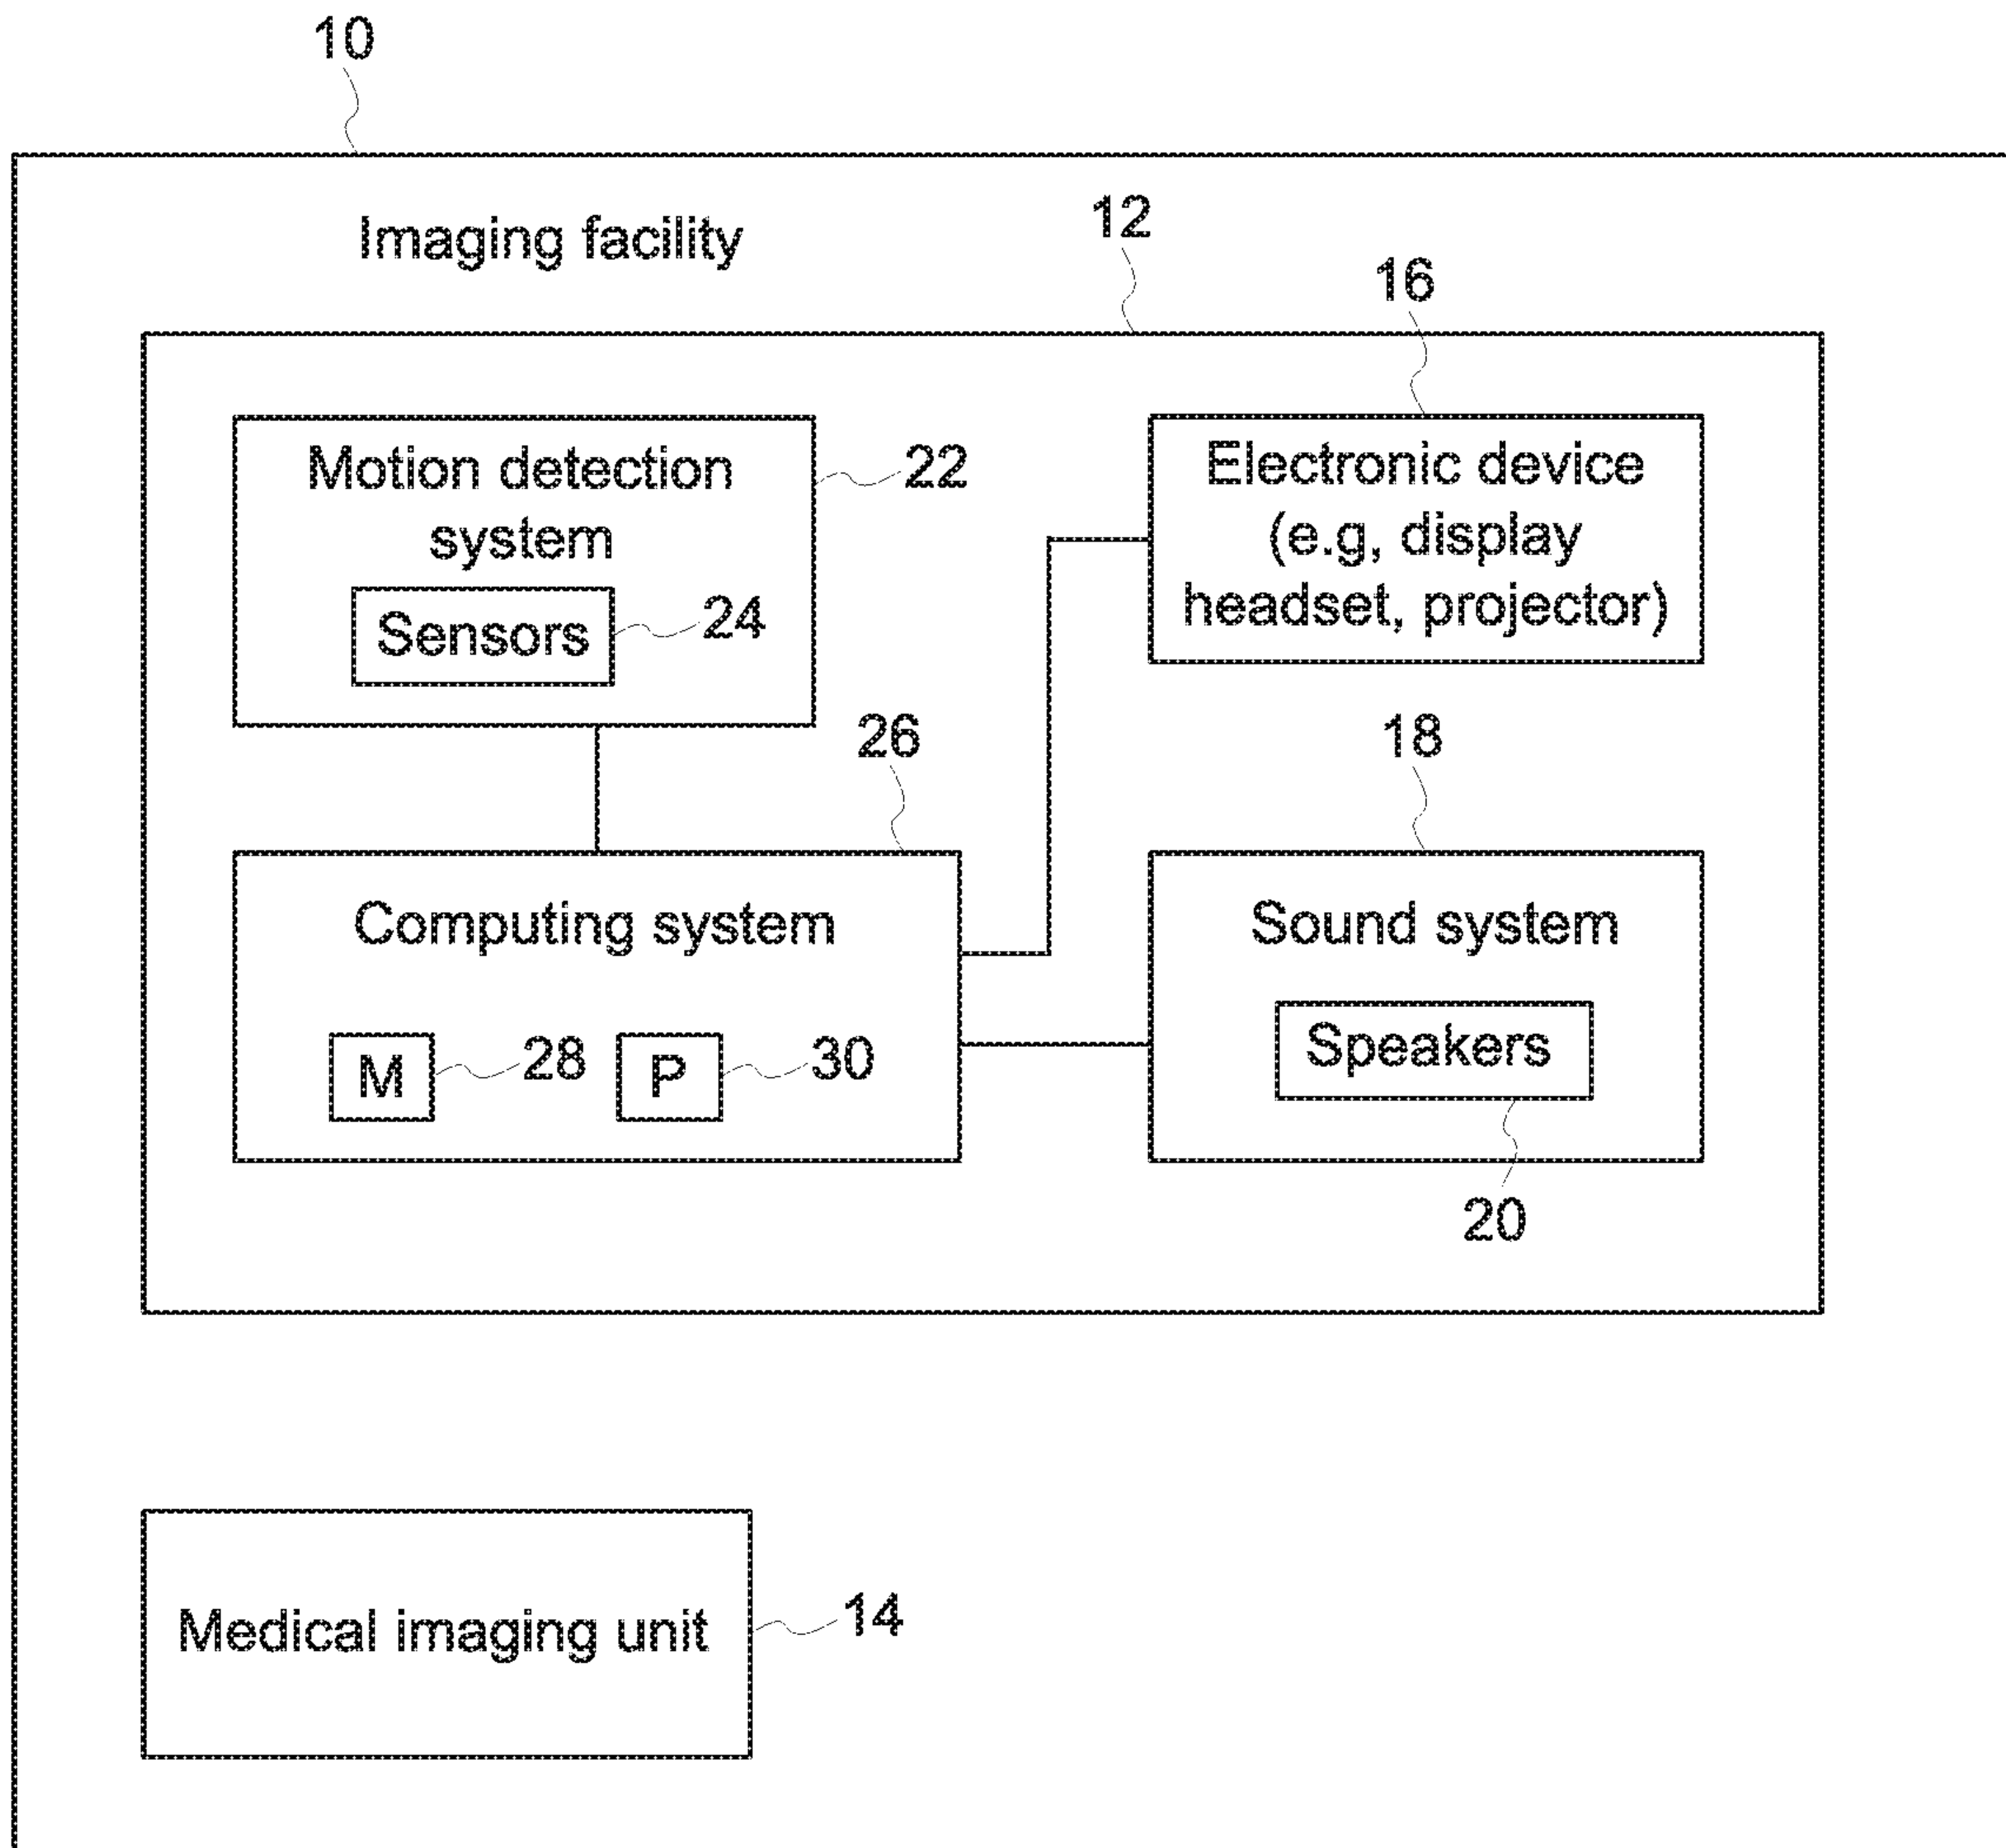 10
Imaging facility
12
16
Motion detection
system
22
Sensors
24
Electronic device
(e.g, display
headset, projector)
26
18
Computing system
M
28
P
30
Sound system
Speakers
20
Medical imaging unit
14